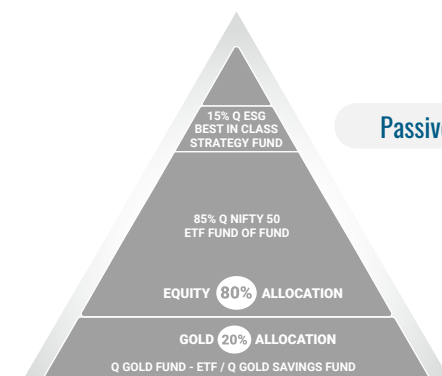 15% Q ESG
BEST IN CLASS
STRATEGY FUND
85% Q NIFTY 50
ETF FUND OF FUND
EQUITY 80% ALLOCATION
GOLD 20% ALLOCATION
Q GOLD FUND - ETF / Q GOLD SAVINGS FUND